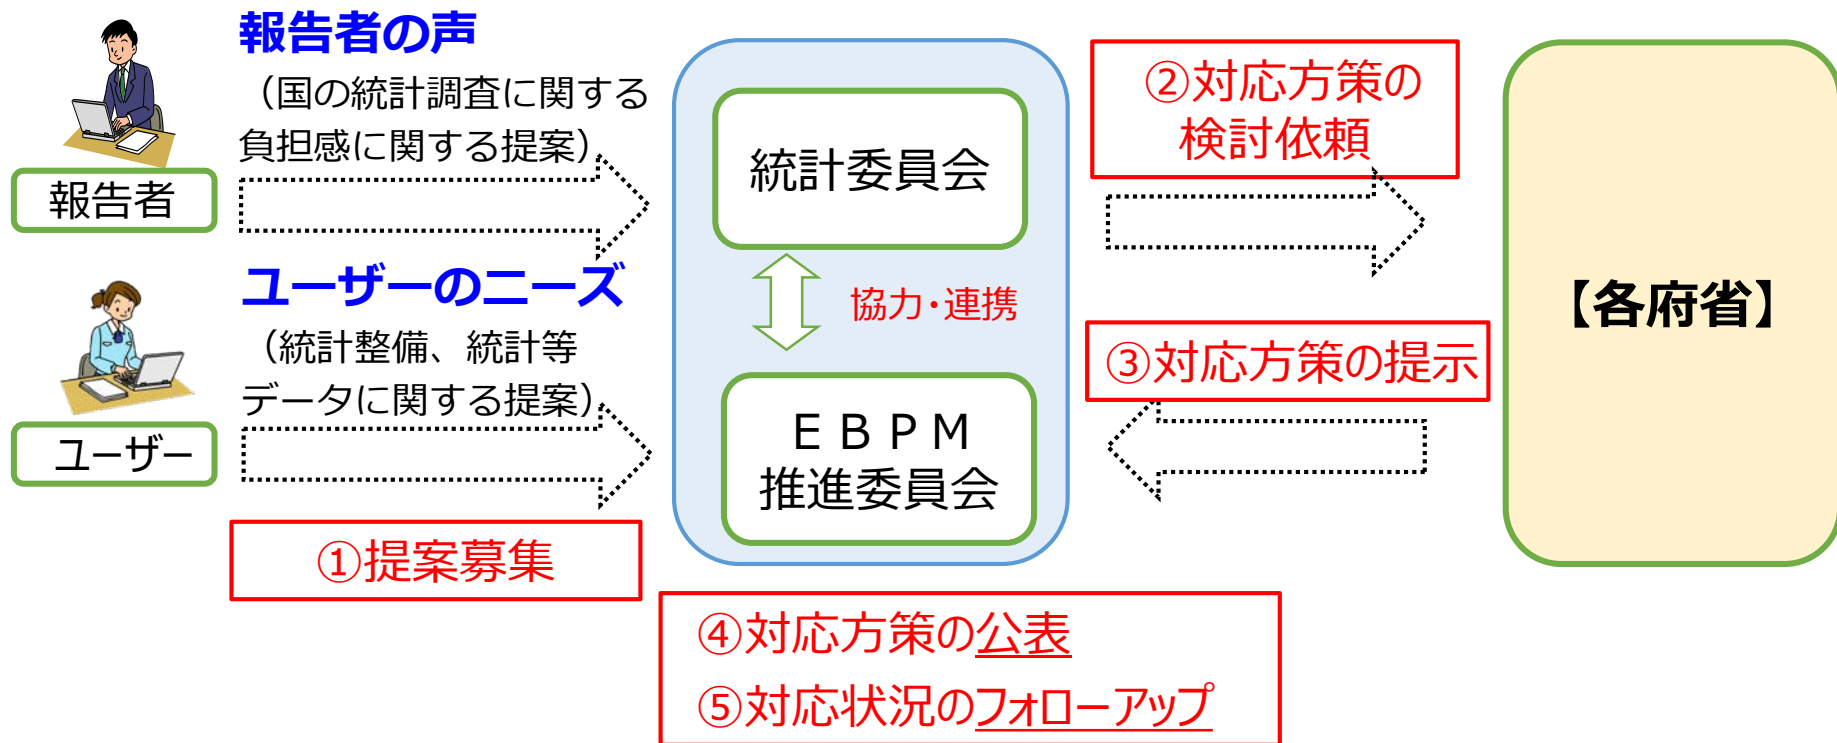 報告者の声
（国の統計調査に関する
負担感に関する提案）
報告者
ユーザーのニーズ
（統計整備、統計等
データに関する提案）
ユーザー
①提案募集
統計委員会
協力・連携
ＥＢＰＭ
推進委員会
②対応方策の
検討依頼
③対応方策の提示
【各府省】
④対応方策の公表
⑤対応状況のフォローアップ